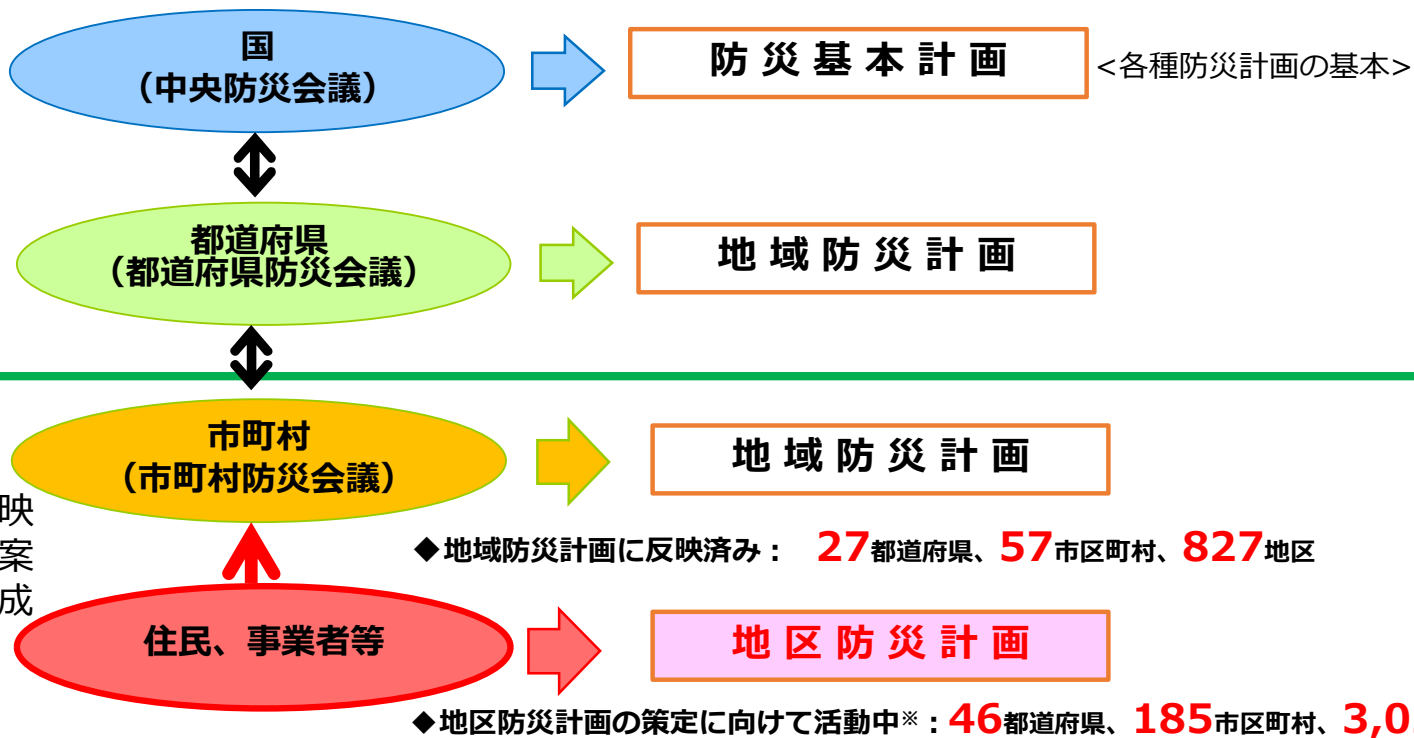 国
（中央防災会議）
防災基本計画
<各種防災計画の基本>
都道府県
（都道府県防災会議）
地域防災計画
市町村
（市町村防災会議）
地域防災計画
映
案
成
◆地域防災計画に反映済み： 27都道府県、57市区町村、827地区
住民、事業者等
地区防災計画
◆地区防災計画の策定に向けて活動中※：46都道府県、185市区町村、3,0